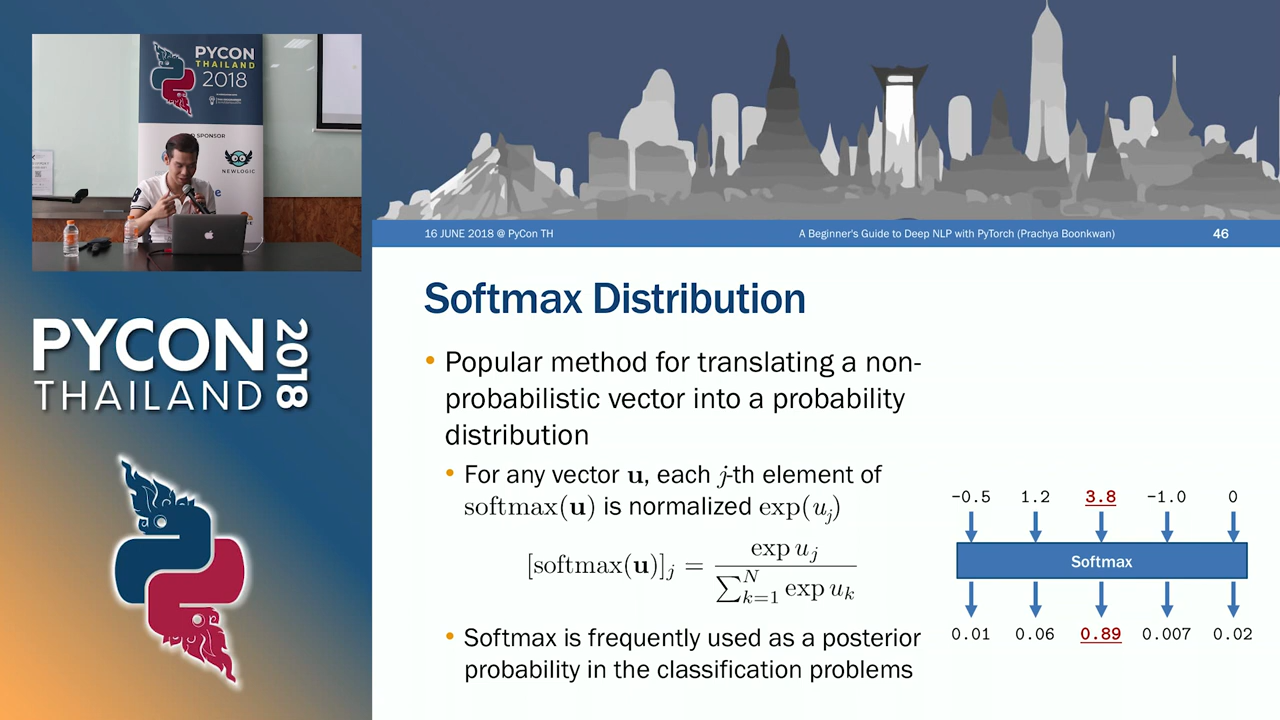 PYCON
THAILAND
2018
D SPONSOR
NEWLOGIC
PYCON 2018
THAILAND
16 JUNE 2018 @ PyCon TH
A Beginner's Guide to Deep NLP with PyTorch (Prachya Boonkwan)
46
Softmax Distribution
• Popular method for translating a non-
probabilistic vector into a probability
distribution
• For any vector u, each j-th element of
softmax(u) is normalized exp(u_j)
[softmax(u)]_j = exp u_j / ∑_{k=1}^{N} exp u_k
• Softmax is frequently used as a posterior
probability in the classification problems
−0.5 1.2 3.8 −1.0 0
Softmax
0.01 0.06 0.89 0.007 0.02